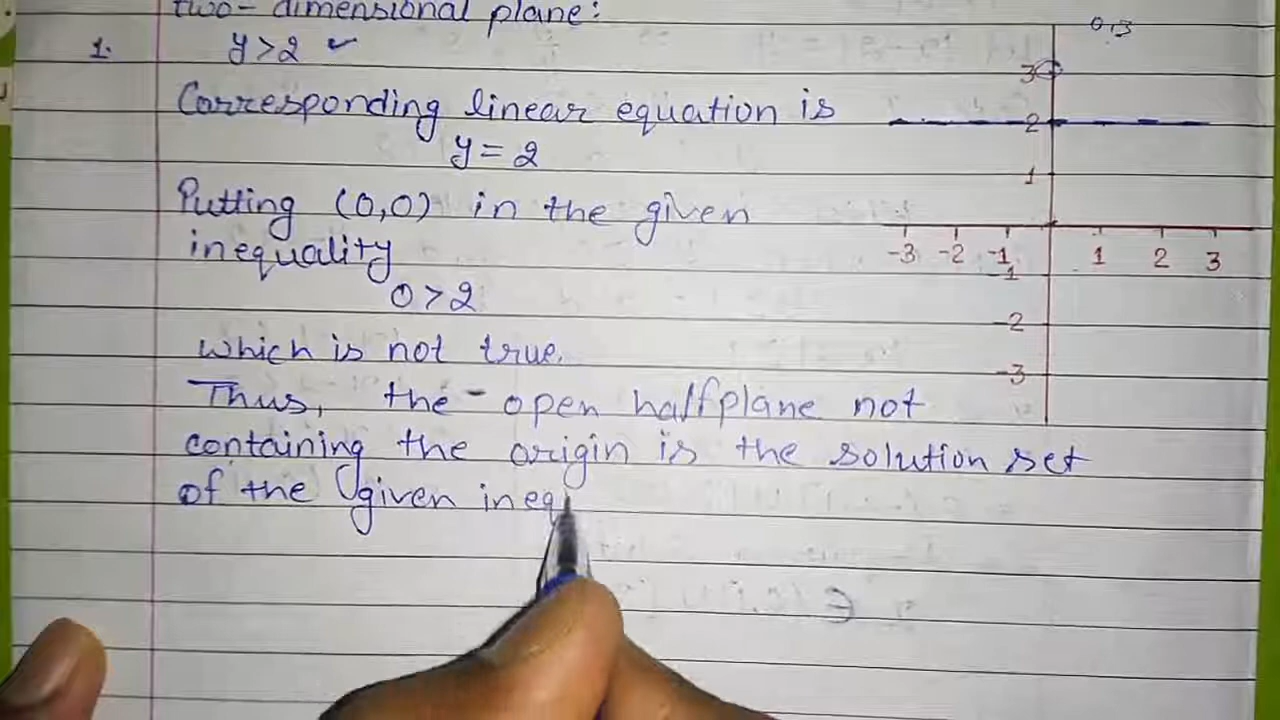 two-dimensional plane:
1. y>2 ✓
Corresponding linear equation is
y=2
Putting (0,0) in the given
inequality
0>2
which is not true.
Thus, the open halfplane not
containing the origin is the solution set
of the given inequ
3
2
1
-3 -2 -1 1 2 3
-1
-2
-3